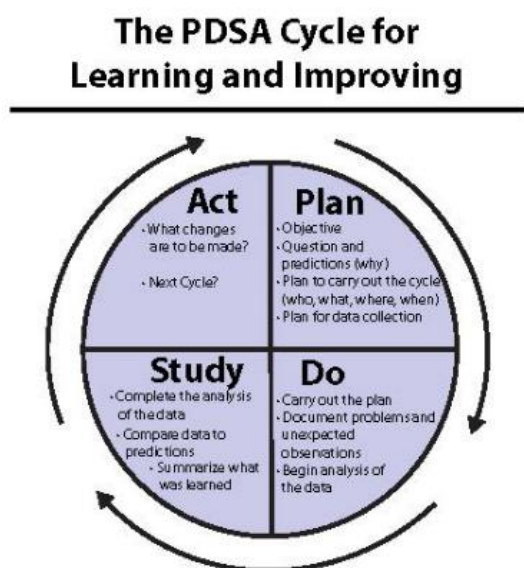 The PDSA Cycle for
Learning and Improving
Act
· What changes
are to be made?
· Next Cycle?
Plan
· Objective
· Question and
predictions (why)
· Plan to carry out the cycle
(who, what, where, when)
· Plan for data collection
Study
· Complete the analysis
of the data
· Compare data to
predictions
· Summarize what
was learned
Do
· Carry out the plan
· Document problems and
unexpected
observations
· Begin analysis of
the data